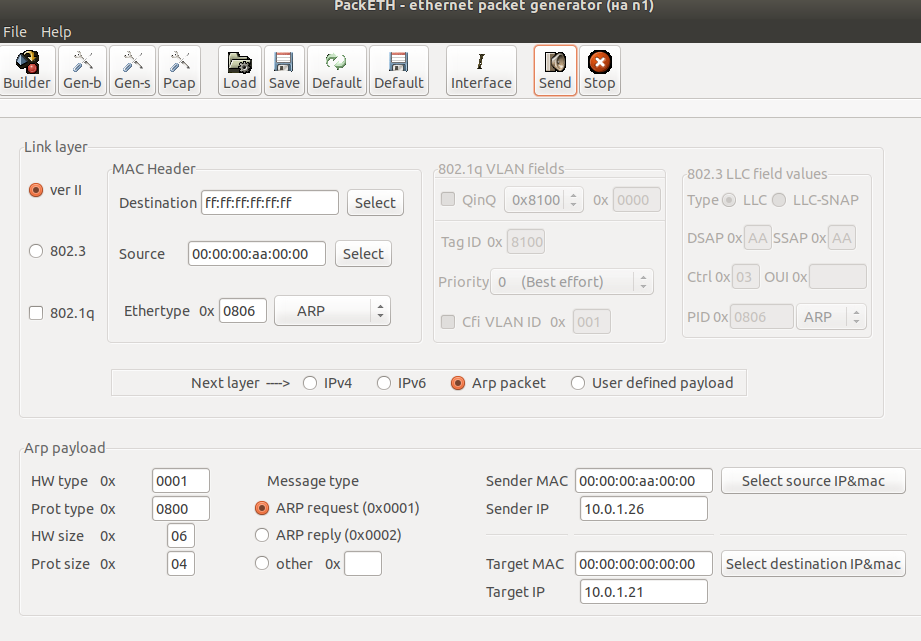 PackETH - ethernet packet generator (на n1)
File Help
Builder Gen-b Gen-s Pcap Load Save Default Default Interface Send Stop
Link layer
ver II
802.3
802.1q
MAC Header
Destination ff:ff:ff:ff:ff:ff Select
Source 00:00:00:aa:00:00 Select
Ethertype 0x 0806 ARP
802.1q VLAN fields
QinQ 0x8100 0x 0000
Tag ID 0x 8100
Priority 0 (Best effort)
Cfi VLAN ID 0x 001
802.3 LLC field values
Type LLC LLC-SNAP
DSAP 0x AA SSAP 0x AA
Ctrl 0x 03 OUI 0x
PID 0x 0806 ARP
Next layer ----> IPv4 IPv6 Arp packet User defined payload
Arp payload
HW type 0x 0001
Prot type 0x 0800
HW size 0x 06
Prot size 0x 04
Message type
ARP request (0x0001)
ARP reply (0x0002)
other 0x
Sender MAC 00:00:00:aa:00:00 Select source IP&mac
Sender IP 10.0.1.26
Target MAC 00:00:00:00:00:00 Select destination IP&mac
Target IP 10.0.1.21